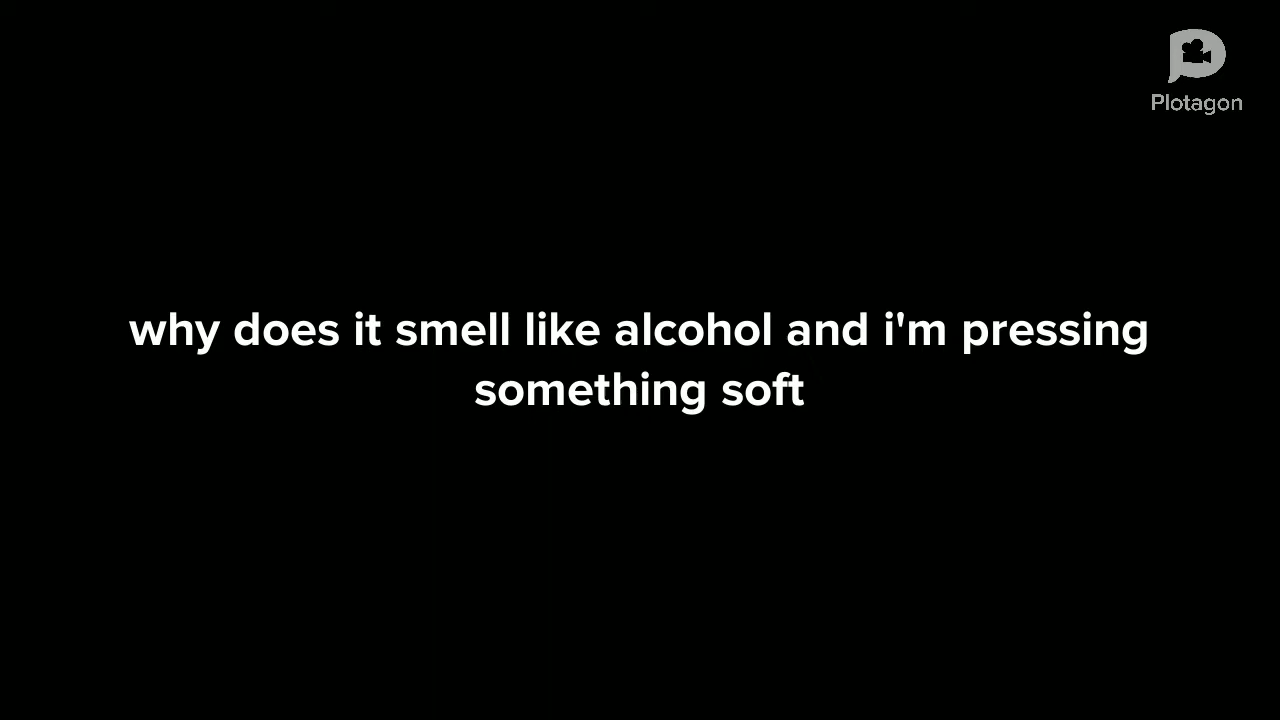 Plotagon
why does it smell like alcohol and i'm pressing
something soft